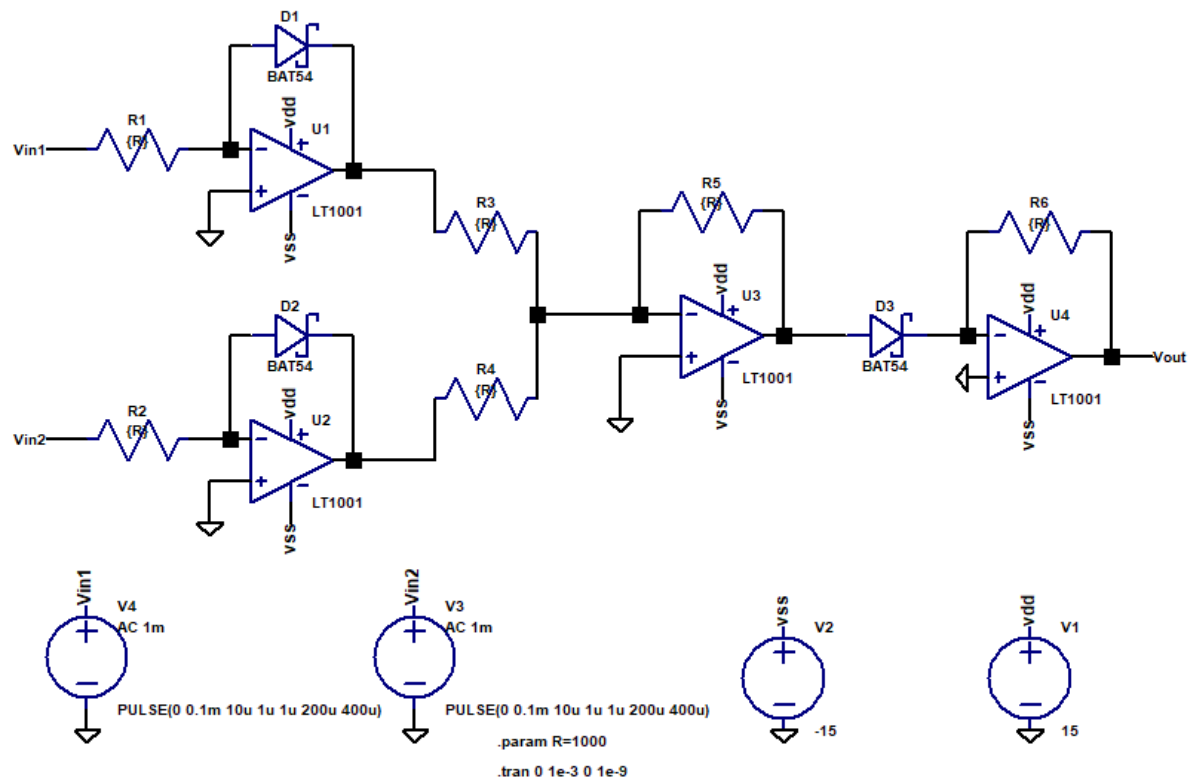 D1
BAT54
vdd
U1
R1
{R}
Vin1
LT1001
vss
R3
{R}
R5
{R}
R6
{R}
D2
BAT54
vdd
U3
D3
BAT54
vdd
U4
Vout
LT1001
vss
LT1001
vss
R4
{R}
R2
{R}
Vin2
vdd
U2
LT1001
vss
Vin1
V4
AC 1m
PULSE(0 0.1m 10u 1u 1u 200u 400u)
Vin2
V3
AC 1m
PULSE(0 0.1m 10u 1u 1u 200u 400u)
.param R=1000
.tran 0 1e-3 0 1e-9
vss
V2
-15
vdd
V1
15